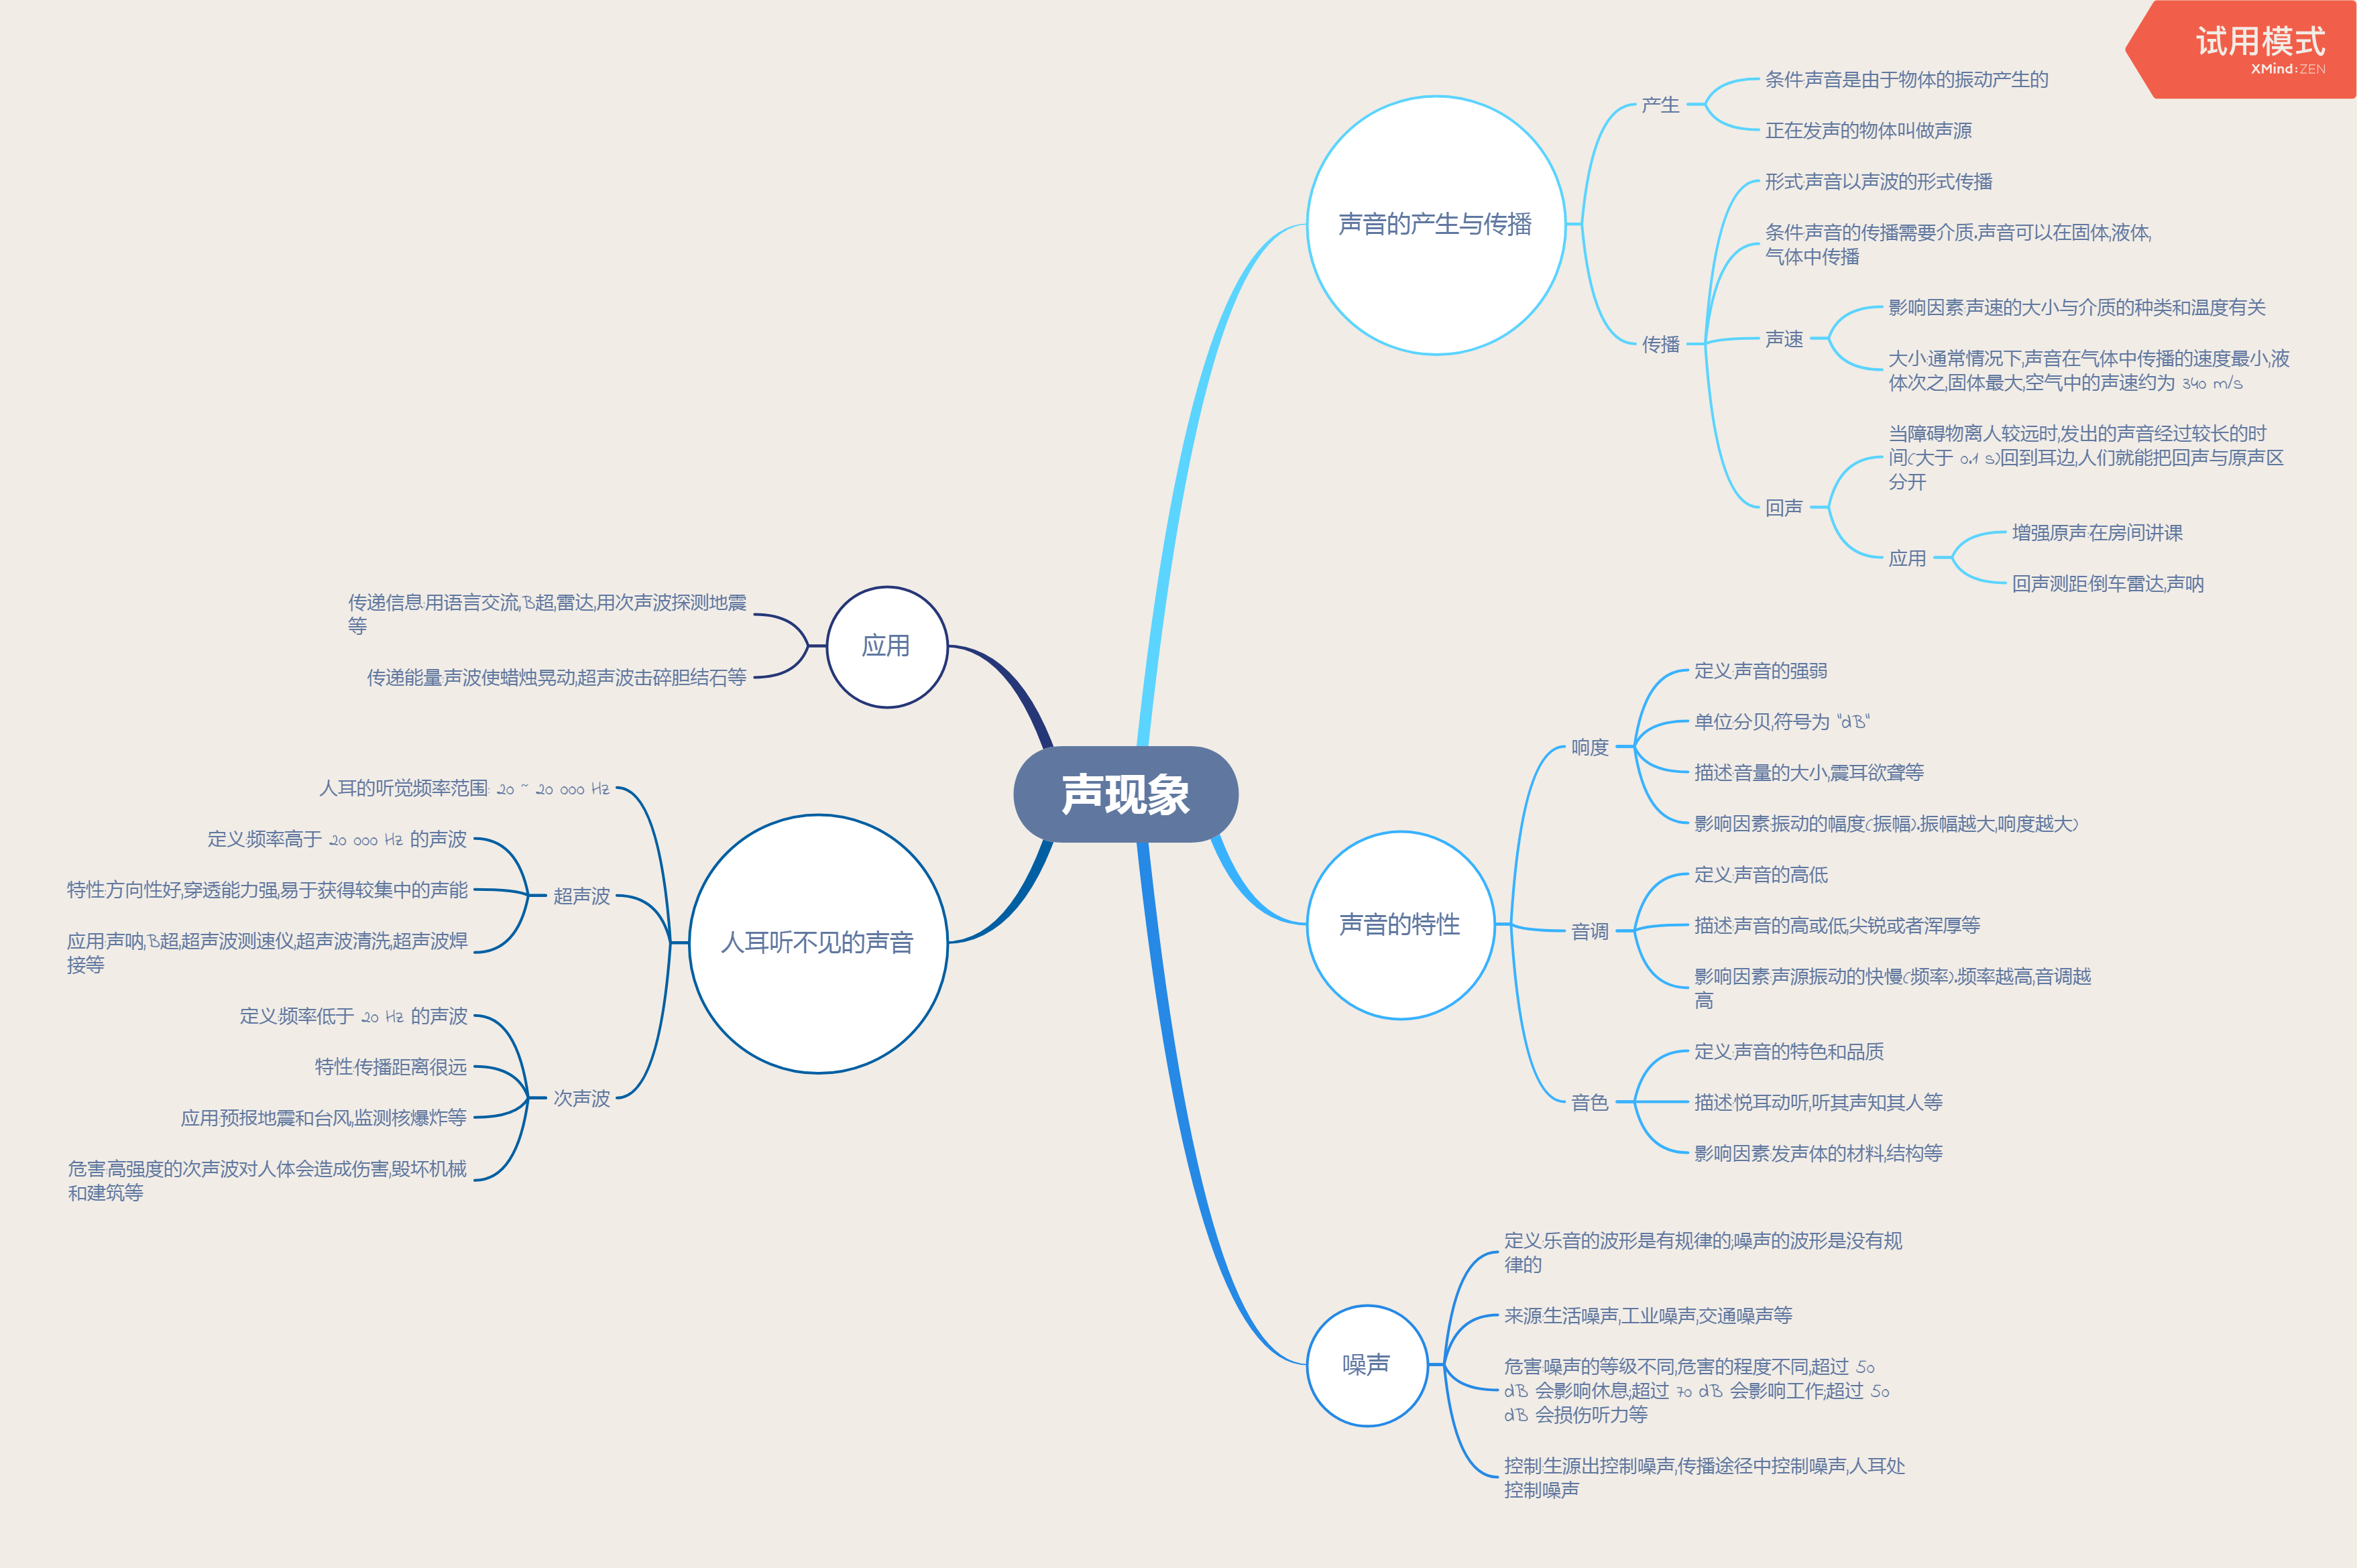 试用模式
XMind:ZEN
声现象
声音的产生与传播
产生
条件:声音是由于物体的振动产生的
正在发声的物体叫做声源
传播
形式:声音以声波的形式传播
条件:声音的传播需要介质.声音可以在固体,液体,
气体中传播
声速
影响因素:声速的大小与介质的种类和温度有关
大小:通常情况下,声音在气体中传播的速度最小,液
体次之,固体最大,空气中的声速约为 340 m/s
回声
当障碍物离人较远时,发出的声音经过较长的时
间(大于 0.1 s)回到耳边,人们就能把回声与原声区
分开
应用
增强原声:在房间讲课
回声测距:倒车雷达,声呐
声音的特性
响度
定义:声音的强弱
单位:分贝,符号为 "dB"
描述:音量的大小,震耳欲聋等
影响因素:振动的幅度(振幅).振幅越大,响度越大)
音调
定义:声音的高低
描述:声音的高或低,尖锐或者浑厚等
影响因素:声源振动的快慢(频率).频率越高,音调越
高
音色
定义:声音的特色和品质
描述:悦耳动听,听其声知其人等
影响因素:发声体的材料,结构等
噪声
定义:乐音的波形是有规律的;噪声的波形是没有规
律的
来源:生活噪声,工业噪声,交通噪声等
危害:噪声的等级不同,危害的程度不同,超过 50
dB 会影响休息;超过 70 dB 会影响工作;超过 50
dB 会损伤听力等
控制:生源出控制噪声,传播途径中控制噪声,人耳处
控制噪声
应用
传递信息:用语言交流,B超,雷达,用次声波探测地震
等
传递能量:声波使蜡烛晃动,超声波击碎胆结石等
人耳听不见的声音
人耳的听觉频率范围: 20 ~ 20 000 Hz
超声波
定义:频率高于 20 000 Hz 的声波
特性:方向性好,穿透能力强,易于获得较集中的声能
应用:声呐,B超,超声波测速仪,超声波清洗,超声波焊
接等
次声波
定义:频率低于 20 Hz 的声波
特性:传播距离很远
应用:预报地震和台风,监测核爆炸等
危害:高强度的次声波对人体会造成伤害,毁坏机械
和建筑等